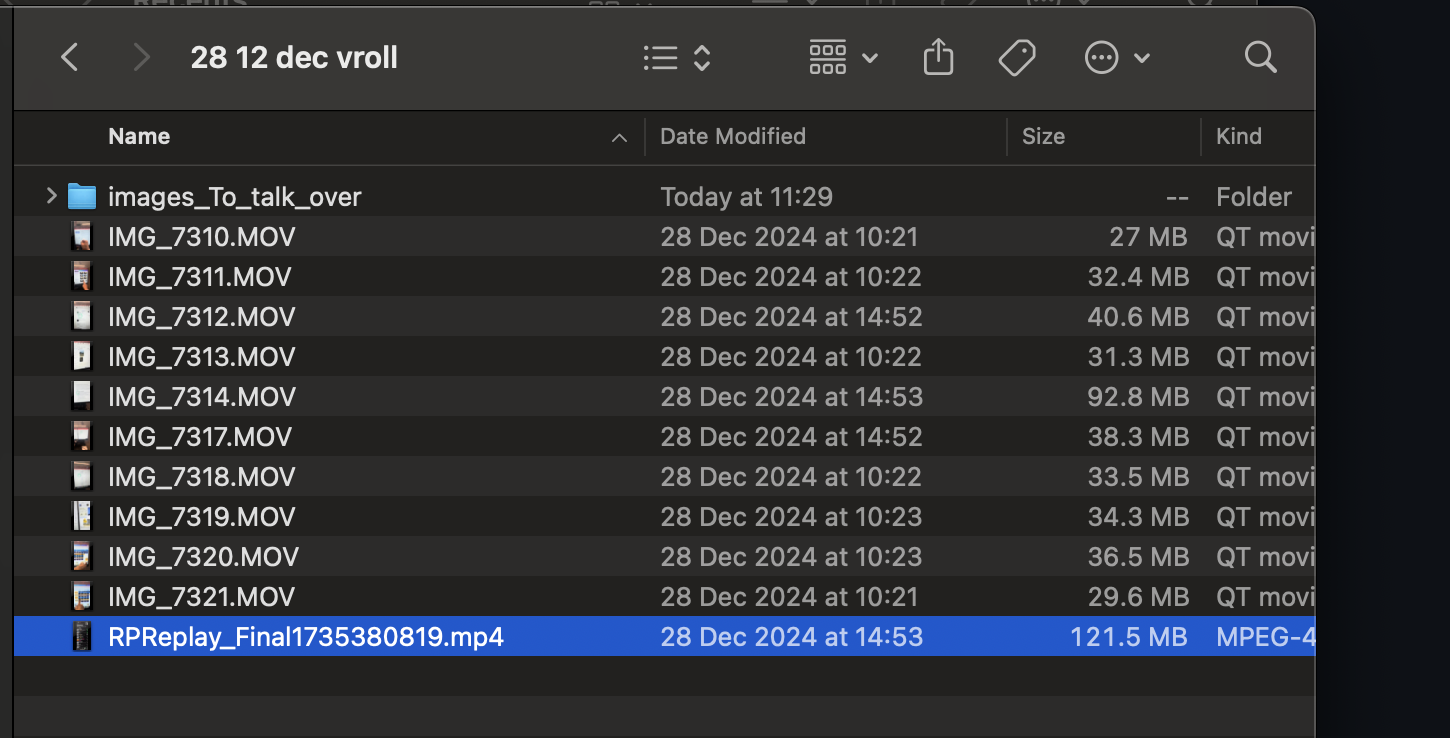 28 12 dec vroll
Name Date Modified Size Kind
images_To_talk_over Today at 11:29 -- Folder
IMG_7310.MOV 28 Dec 2024 at 10:21 27 MB QT movi
IMG_7311.MOV 28 Dec 2024 at 10:22 32.4 MB QT movi
IMG_7312.MOV 28 Dec 2024 at 14:52 40.6 MB QT movi
IMG_7313.MOV 28 Dec 2024 at 10:22 31.3 MB QT movi
IMG_7314.MOV 28 Dec 2024 at 14:53 92.8 MB QT movi
IMG_7317.MOV 28 Dec 2024 at 14:52 38.3 MB QT movi
IMG_7318.MOV 28 Dec 2024 at 10:22 33.5 MB QT movi
IMG_7319.MOV 28 Dec 2024 at 10:23 34.3 MB QT movi
IMG_7320.MOV 28 Dec 2024 at 10:23 36.5 MB QT movi
IMG_7321.MOV 28 Dec 2024 at 10:21 29.6 MB QT movi
RPReplay_Final1735380819.mp4 28 Dec 2024 at 14:53 121.5 MB MPEG-4